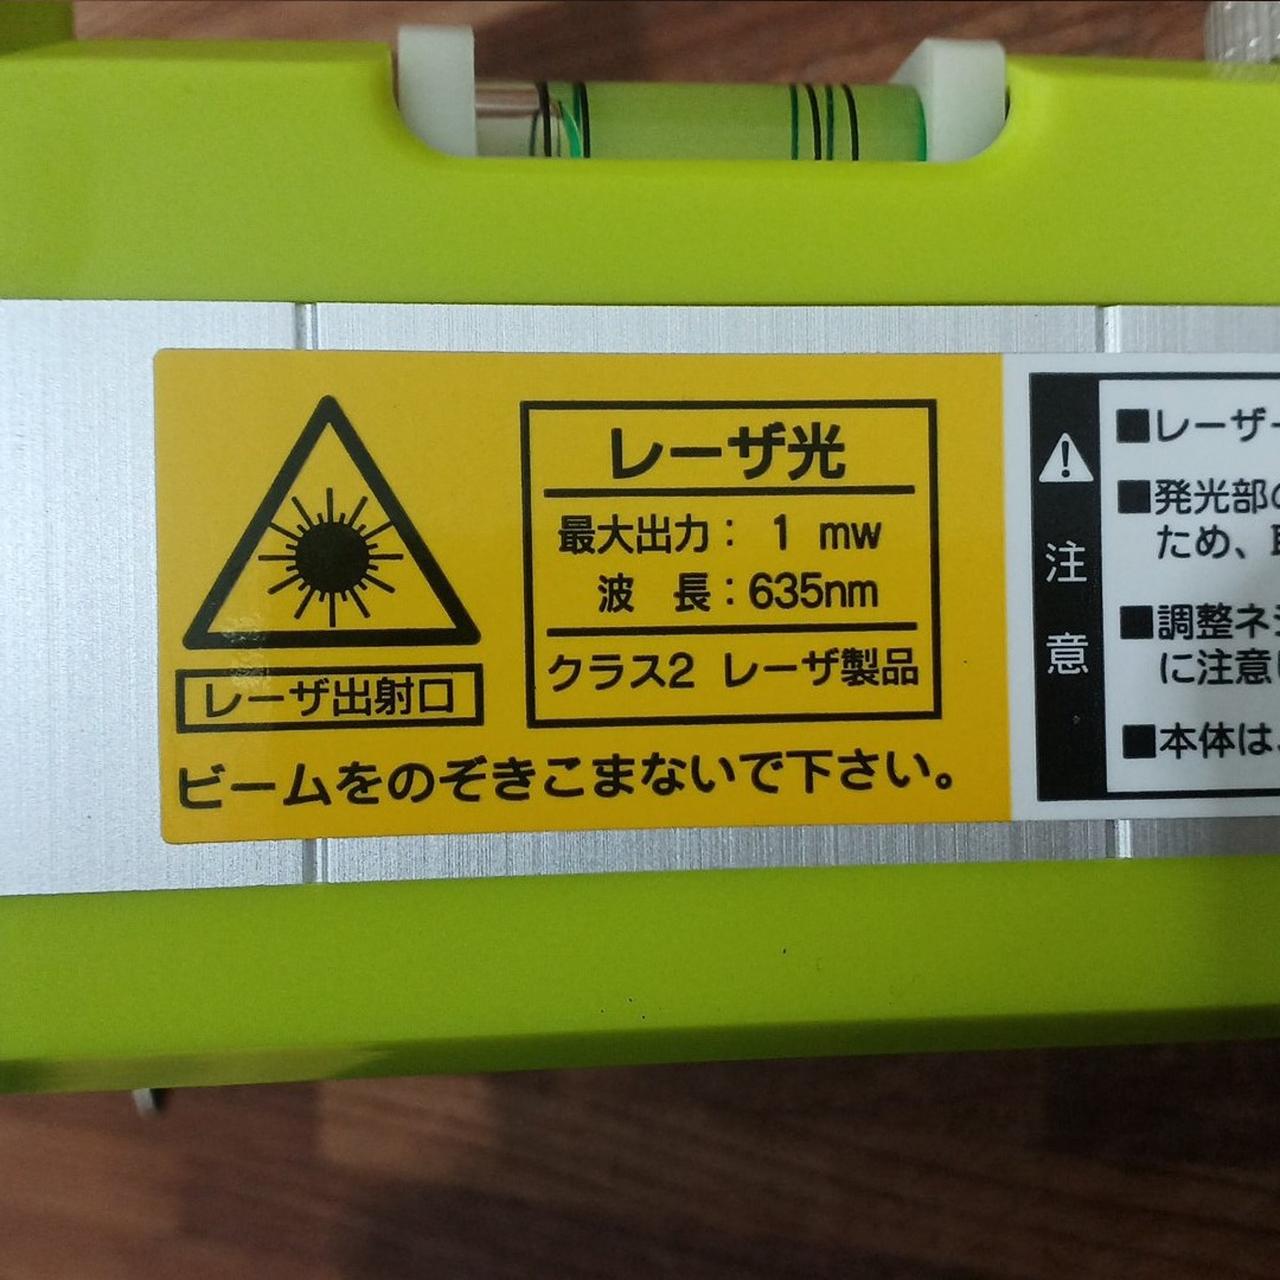 レーザ光
最大出力： 1 mw
波 長：635nm
クラス2 レーザ製品
レーザ出射口
ビームをのぞきこまないで下さい。
注意
■レーザー
■発光部の
ため、
■調整ネジ
に注意し
■本体は、